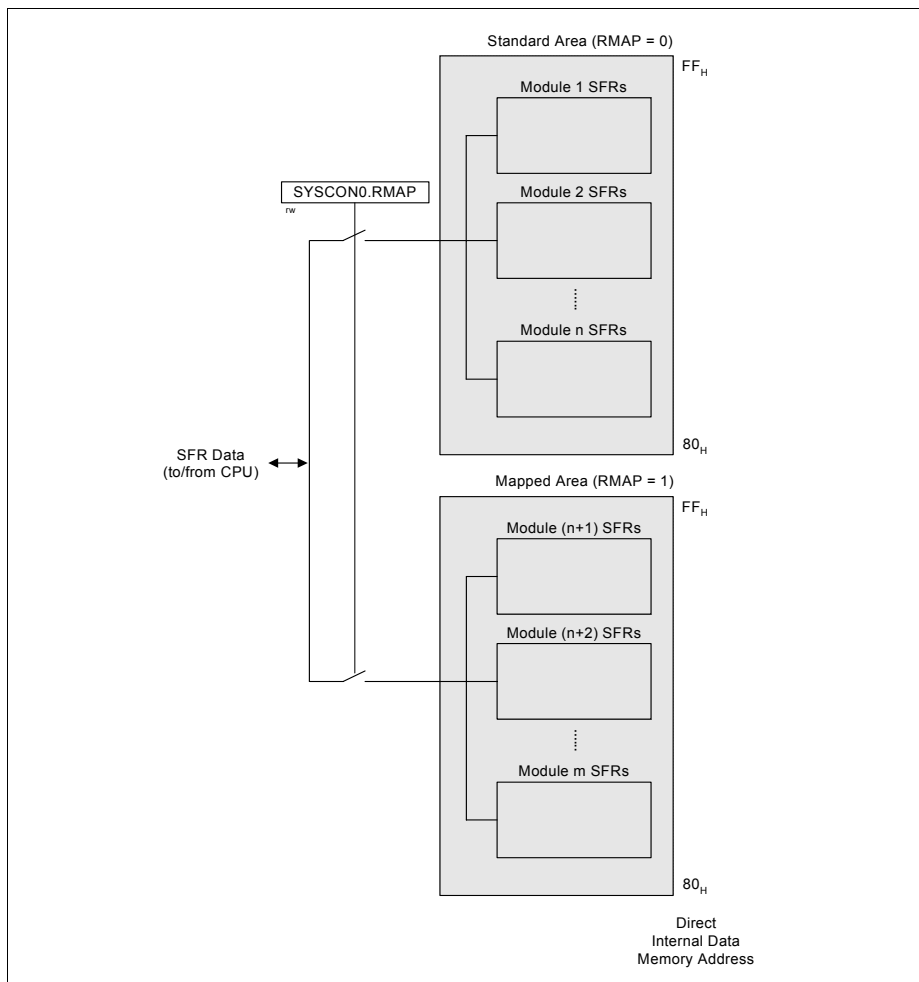 Standard Area (RMAP = 0)
FFH
Module 1 SFRs
SYSCON0.RMAP
rw
Module 2 SFRs
Module n SFRs
SFR Data
(to/from CPU)
80H
Mapped Area (RMAP = 1)
FFH
Module (n+1) SFRs
Module (n+2) SFRs
Module m SFRs
80H
Direct
Internal Data
Memory Address